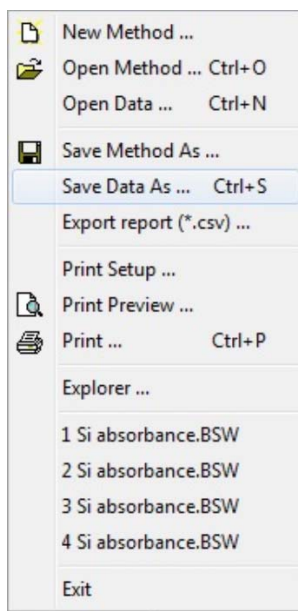 New Method ...
Open Method ... Ctrl+O
Open Data ... Ctrl+N
Save Method As ...
Save Data As ... Ctrl+S
Export report (*.csv) ...
Print Setup ...
Print Preview ...
Print ... Ctrl+P
Explorer ...
1 Si absorbance.BSW
2 Si absorbance.BSW
3 Si absorbance.BSW
4 Si absorbance.BSW
Exit